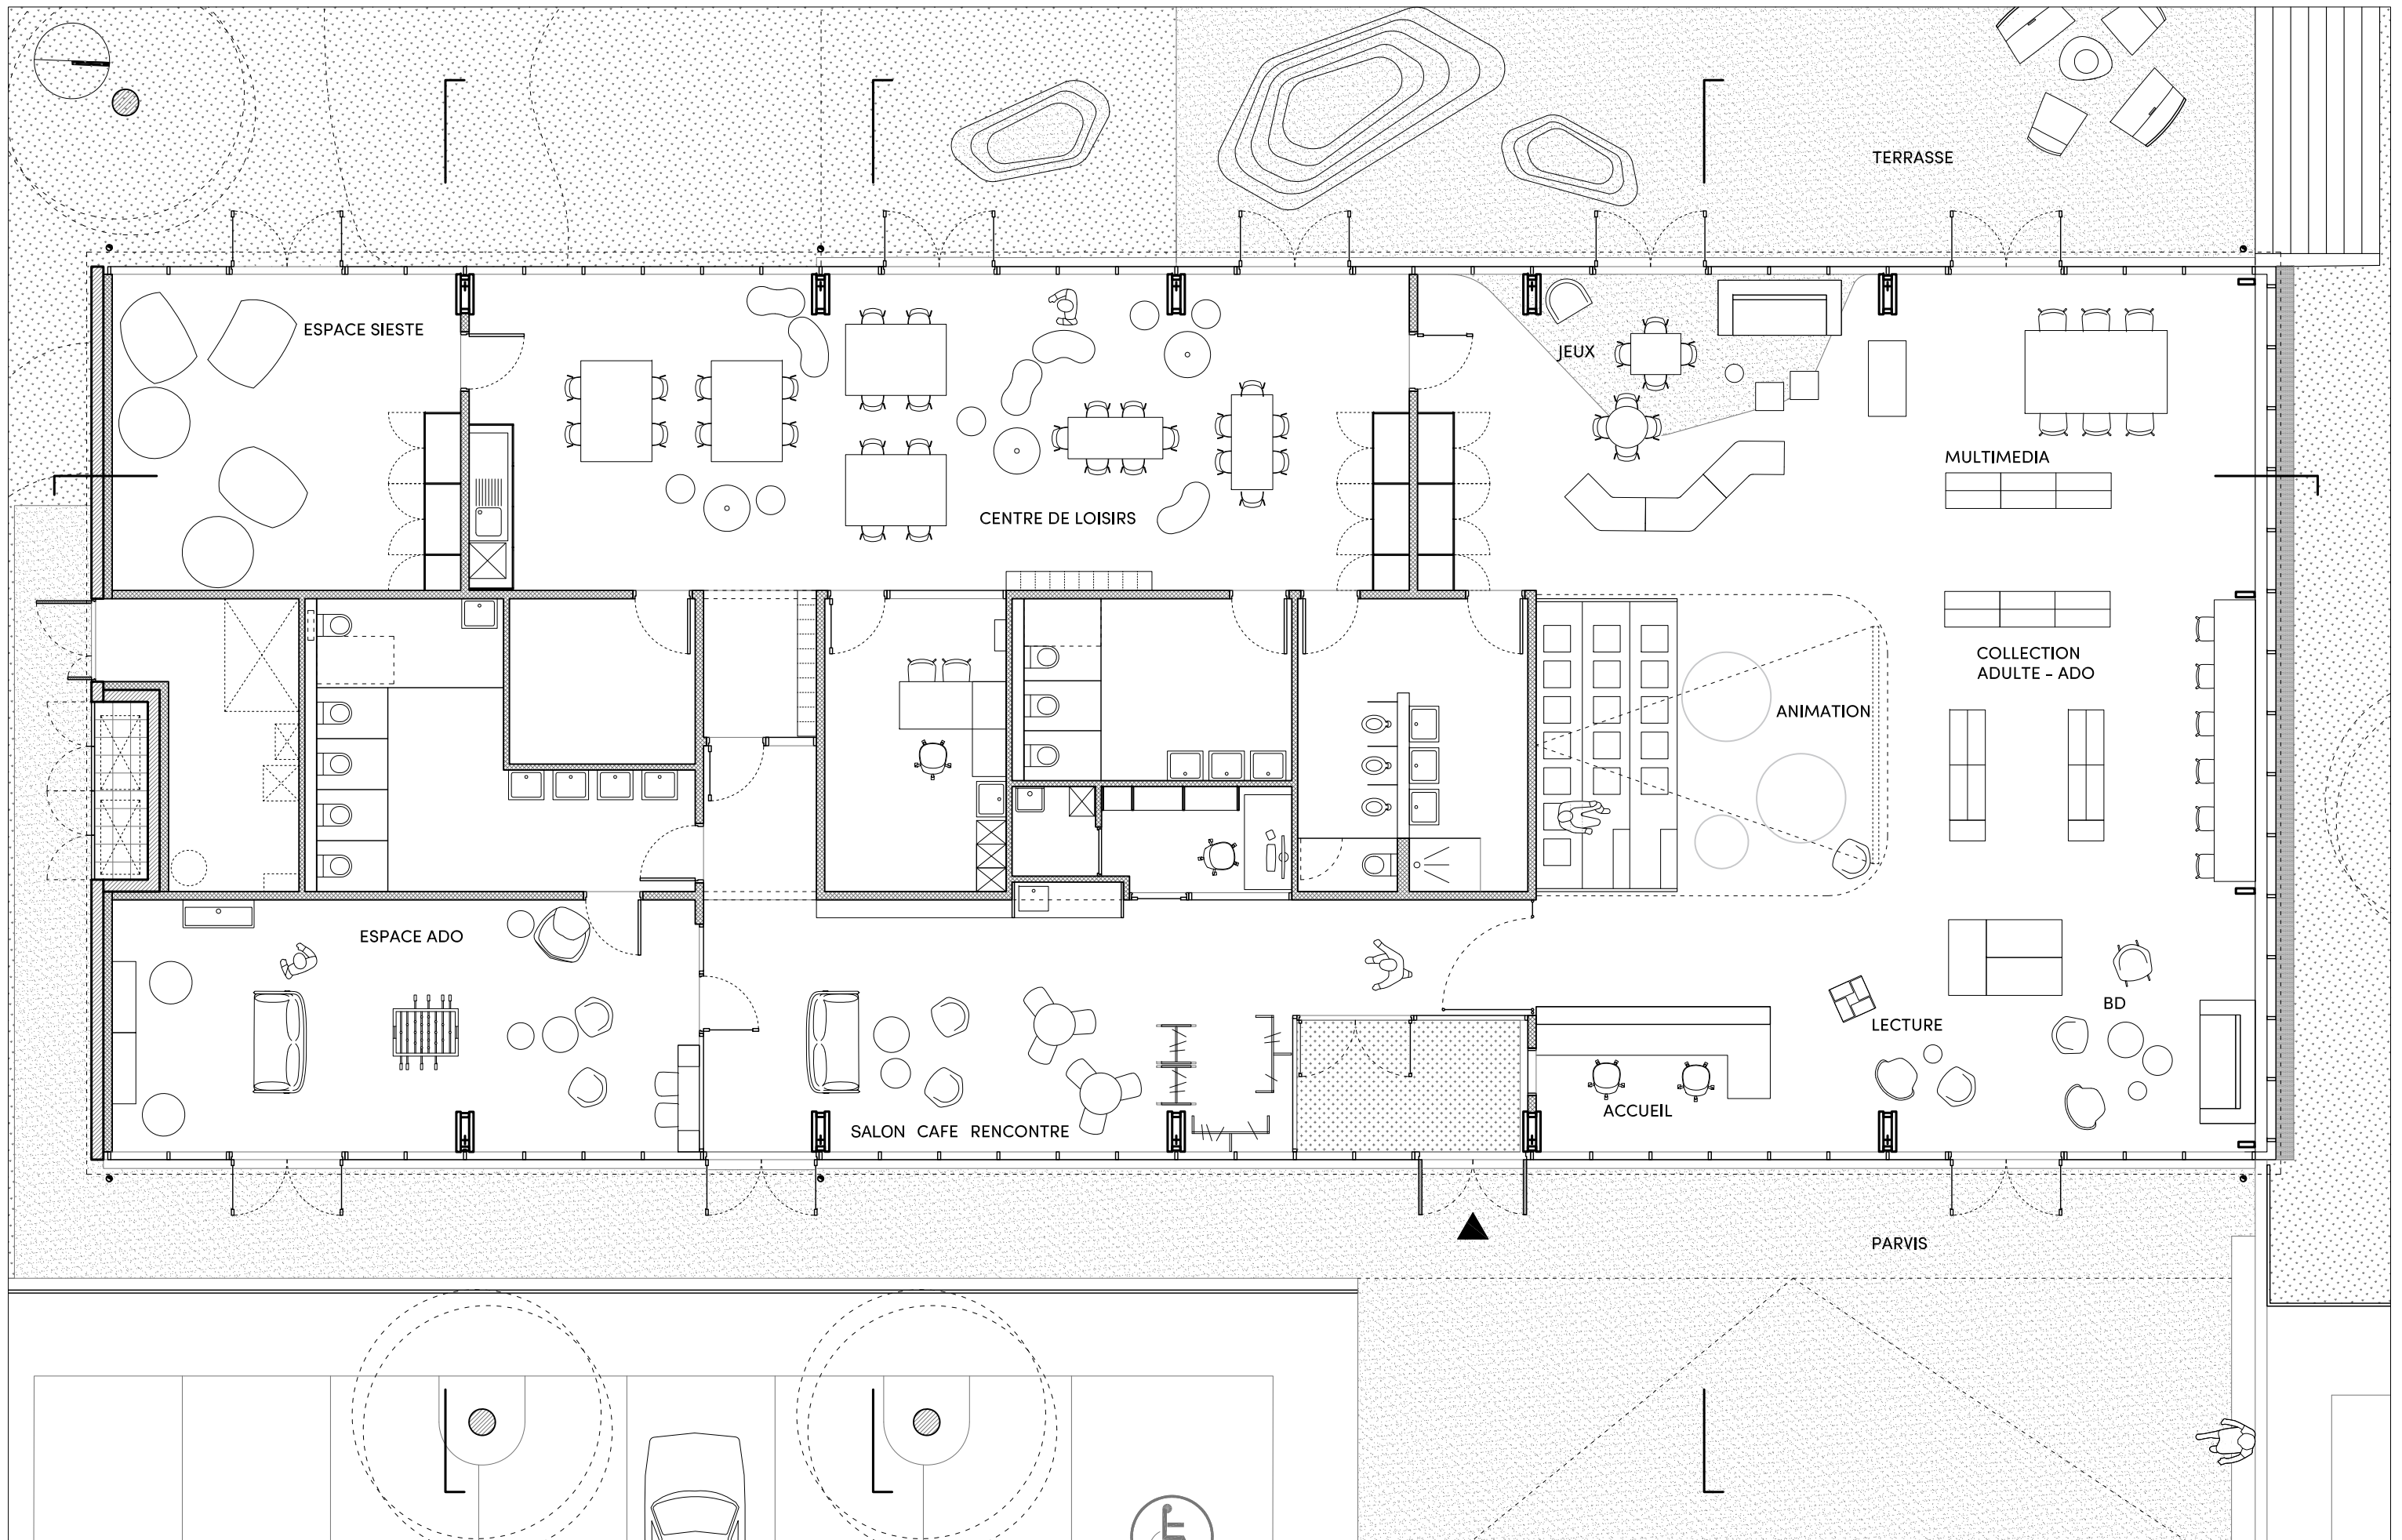 TERRASSE
ESPACE SIESTE
JEUX
MULTIMEDIA
CENTRE DE LOISIRS
COLLECTION
ADULTE - ADO
ANIMATION
ESPACE ADO
BD
LECTURE
ACCUEIL
SALON CAFE RENCONTRE
PARVIS